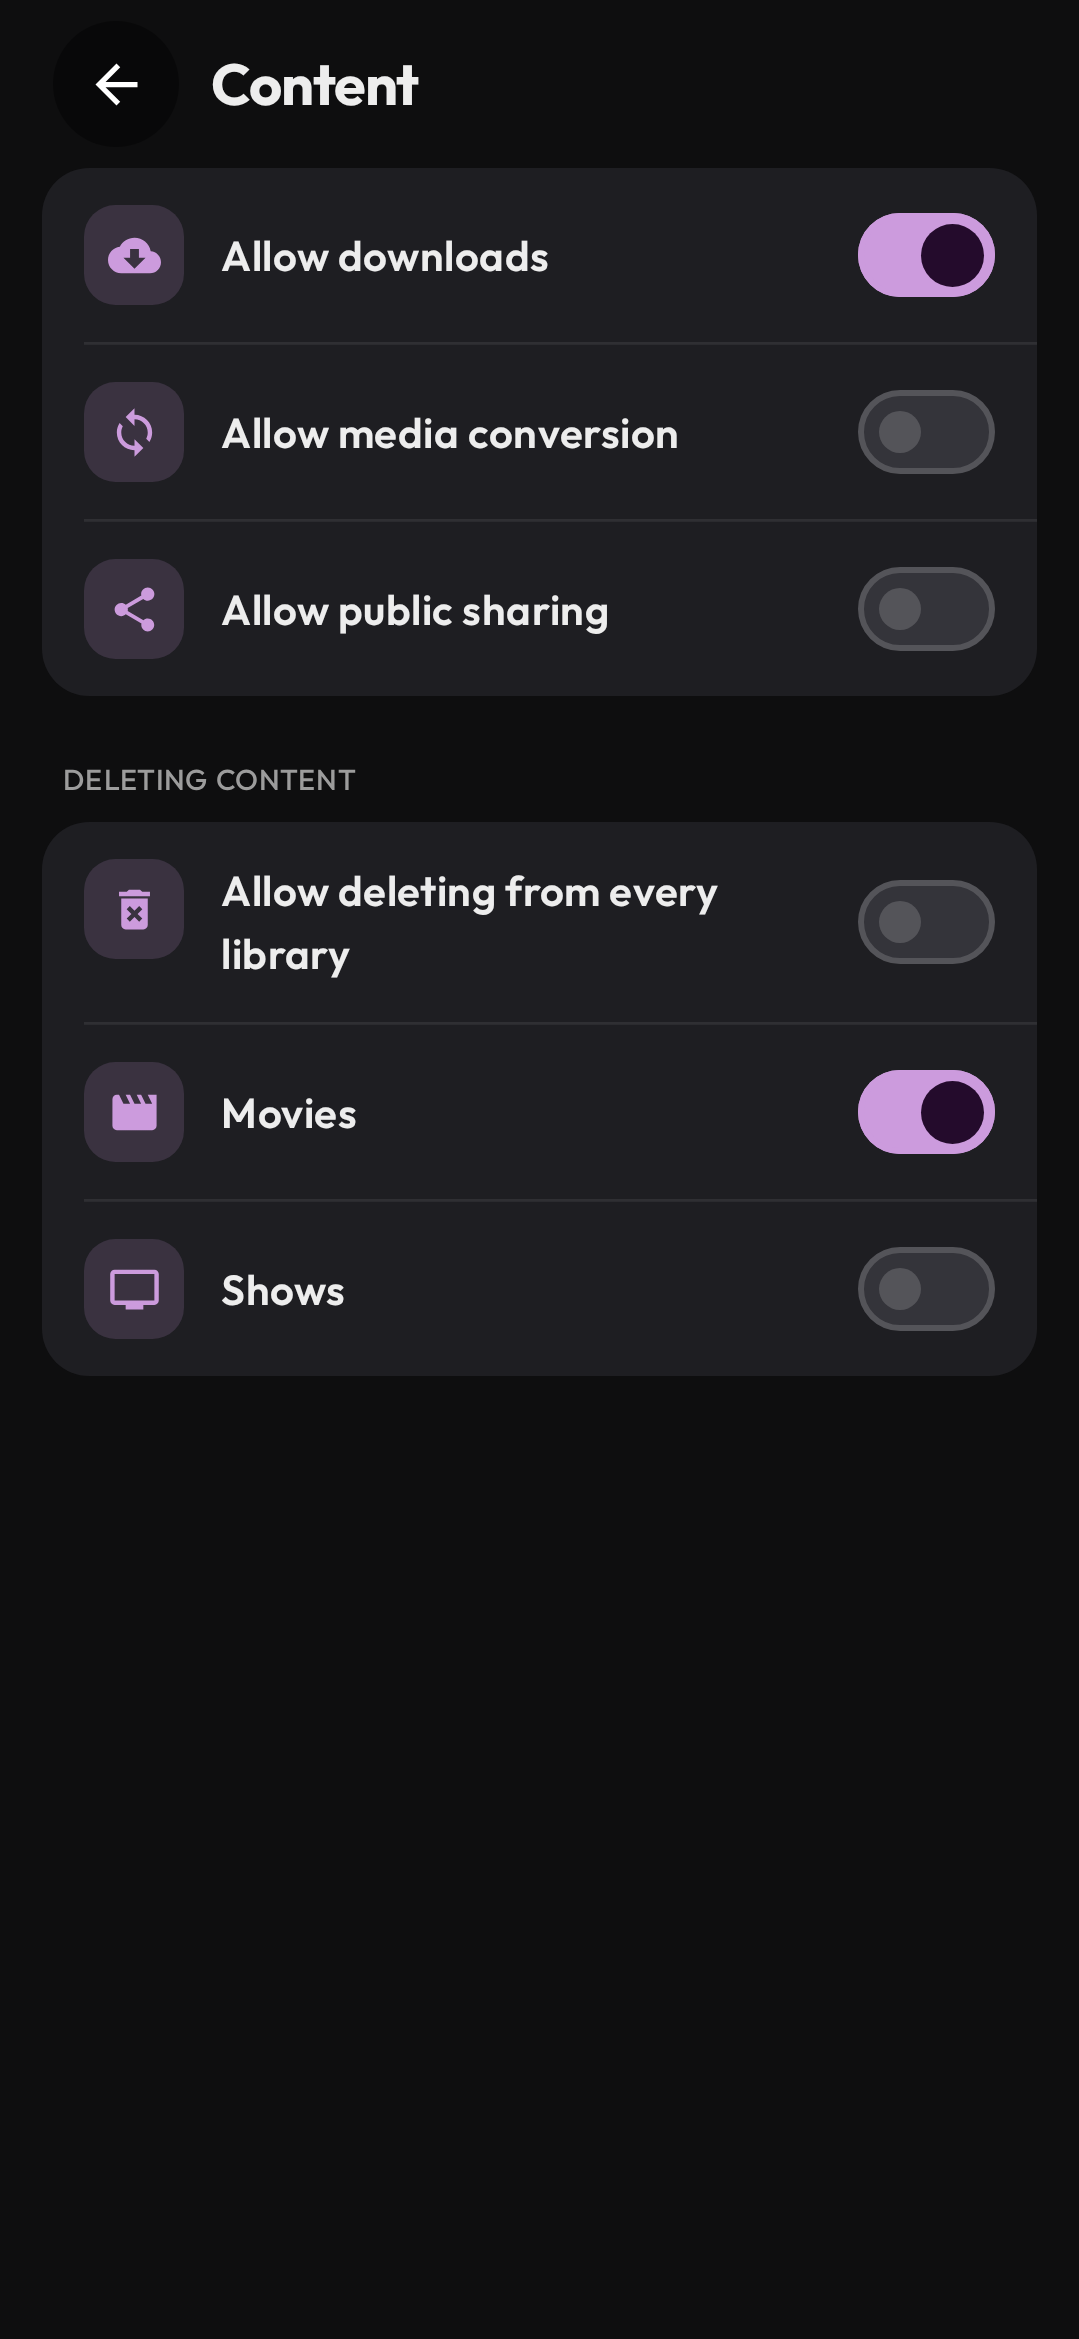 Content
Allow downloads
Allow media conversion
Allow public sharing
DELETING CONTENT
Allow deleting from every
library
Movies
Shows